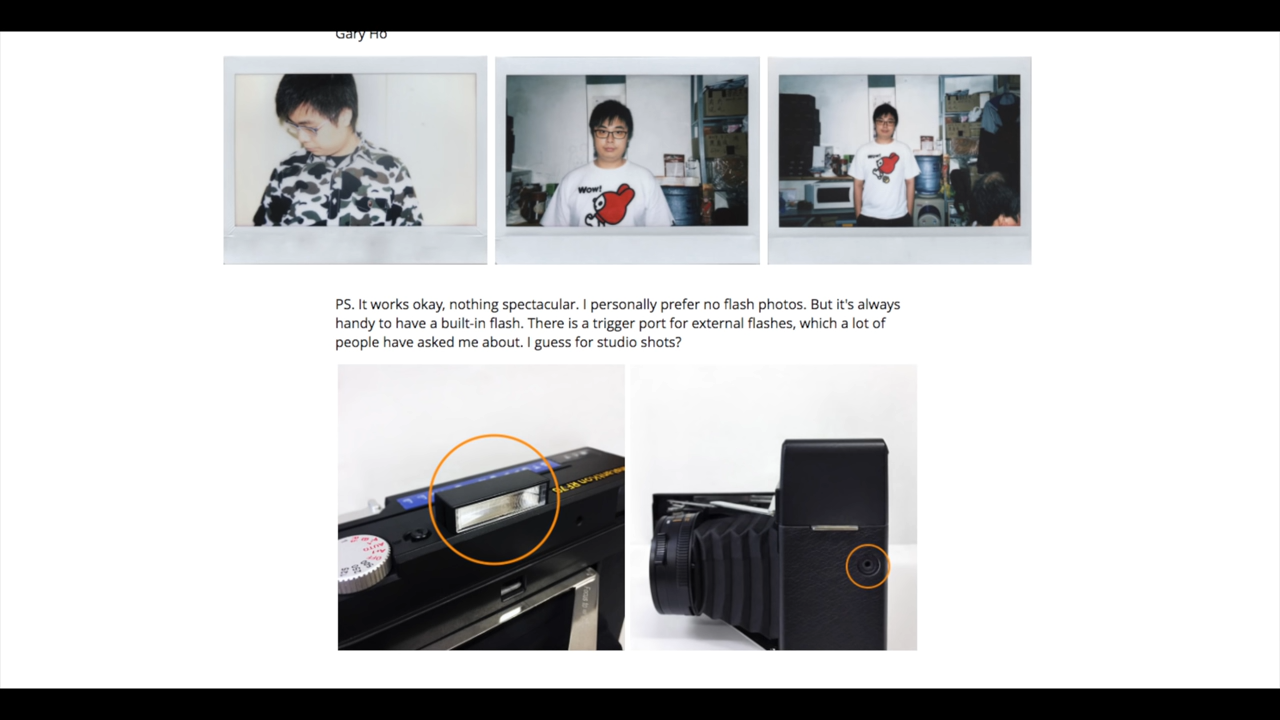 Gary Ho
Wow!
Wow!
PS. It works okay, nothing spectacular. I personally prefer no flash photos. But it's always
handy to have a built-in flash. There is a trigger port for external flashes, which a lot of
people have asked me about. I guess for studio shots?
AUTO